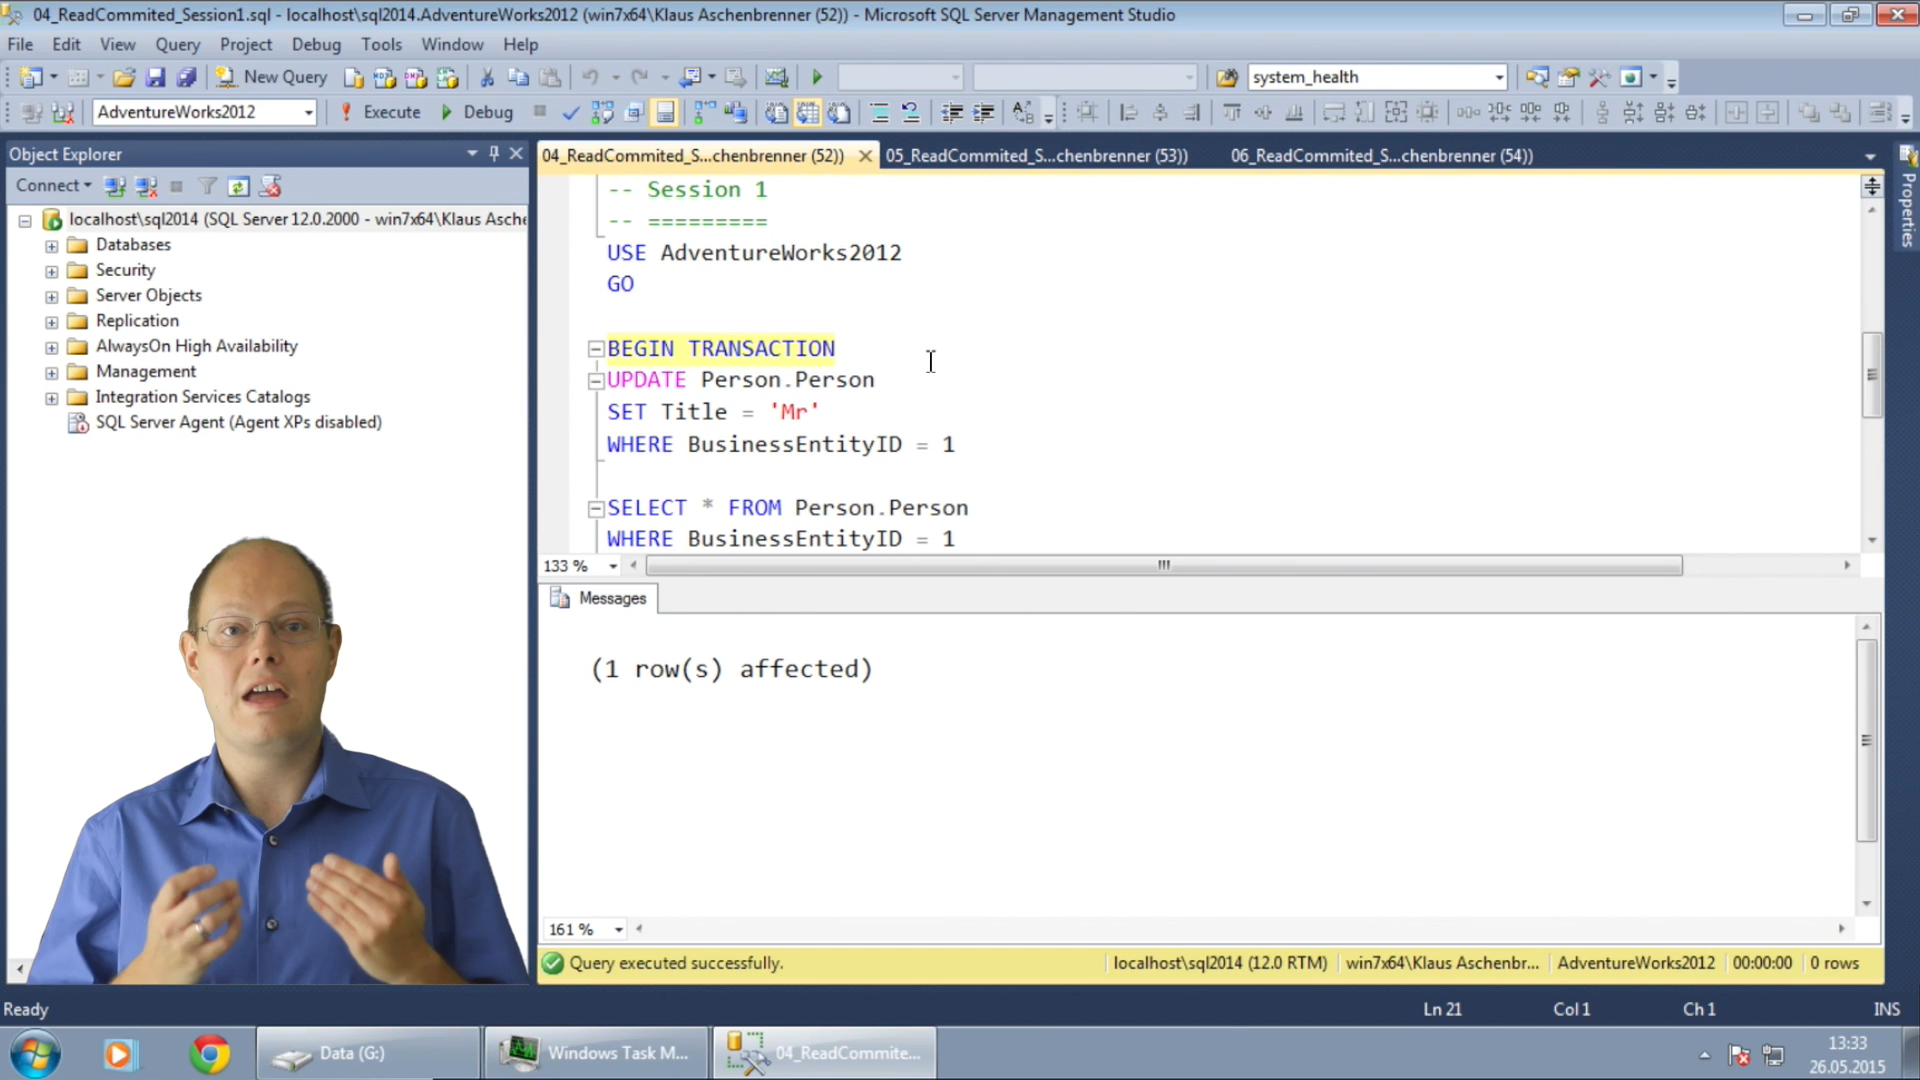 04_ReadCommited_Session1.sql - localhost\sql2014.AdventureWorks2012 (win7x64\Klaus Aschenbrenner (52)) - Microsoft SQL Server Management Studio
File Edit View Query Project Debug Tools Window Help
New Query system_health
AdventureWorks2012 Execute Debug
Object Explorer
Connect
localhost\sql2014 (SQL Server 12.0.2000 - win7x64\Klaus Asche
Databases
Security
Server Objects
Replication
AlwaysOn High Availability
Management
Integration Services Catalogs
SQL Server Agent (Agent XPs disabled)
04_ReadCommited_S...chenbrenner (52)) 05_ReadCommited_S...chenbrenner (53)) 06_ReadCommited_S...chenbrenner (54))
Properties
-- Session 1
-- =========
USE AdventureWorks2012
GO
BEGIN TRANSACTION
UPDATE Person.Person
SET Title = 'Mr'
WHERE BusinessEntityID = 1
SELECT * FROM Person.Person
WHERE BusinessEntityID = 1
133 %
Messages
(1 row(s) affected)
161 %
Query executed successfully. localhost\sql2014 (12.0 RTM) win7x64\Klaus Aschenbr... AdventureWorks2012 00:00:00 0 rows
Ready Ln 21 Col 1 Ch 1 INS
Data (G:) Windows Task M... 04_ReadCommite...
13:33
26.05.2015